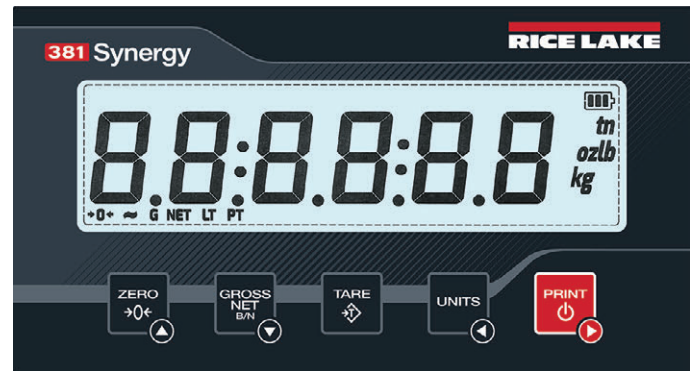 381 Synergy
RICE LAKE
88:88:88
tn
ozlb
kg
→0← ~ G NET LT PT
ZERO
→0←
GROSS
NET
B/N
TARE
→T←
UNITS
PRINT